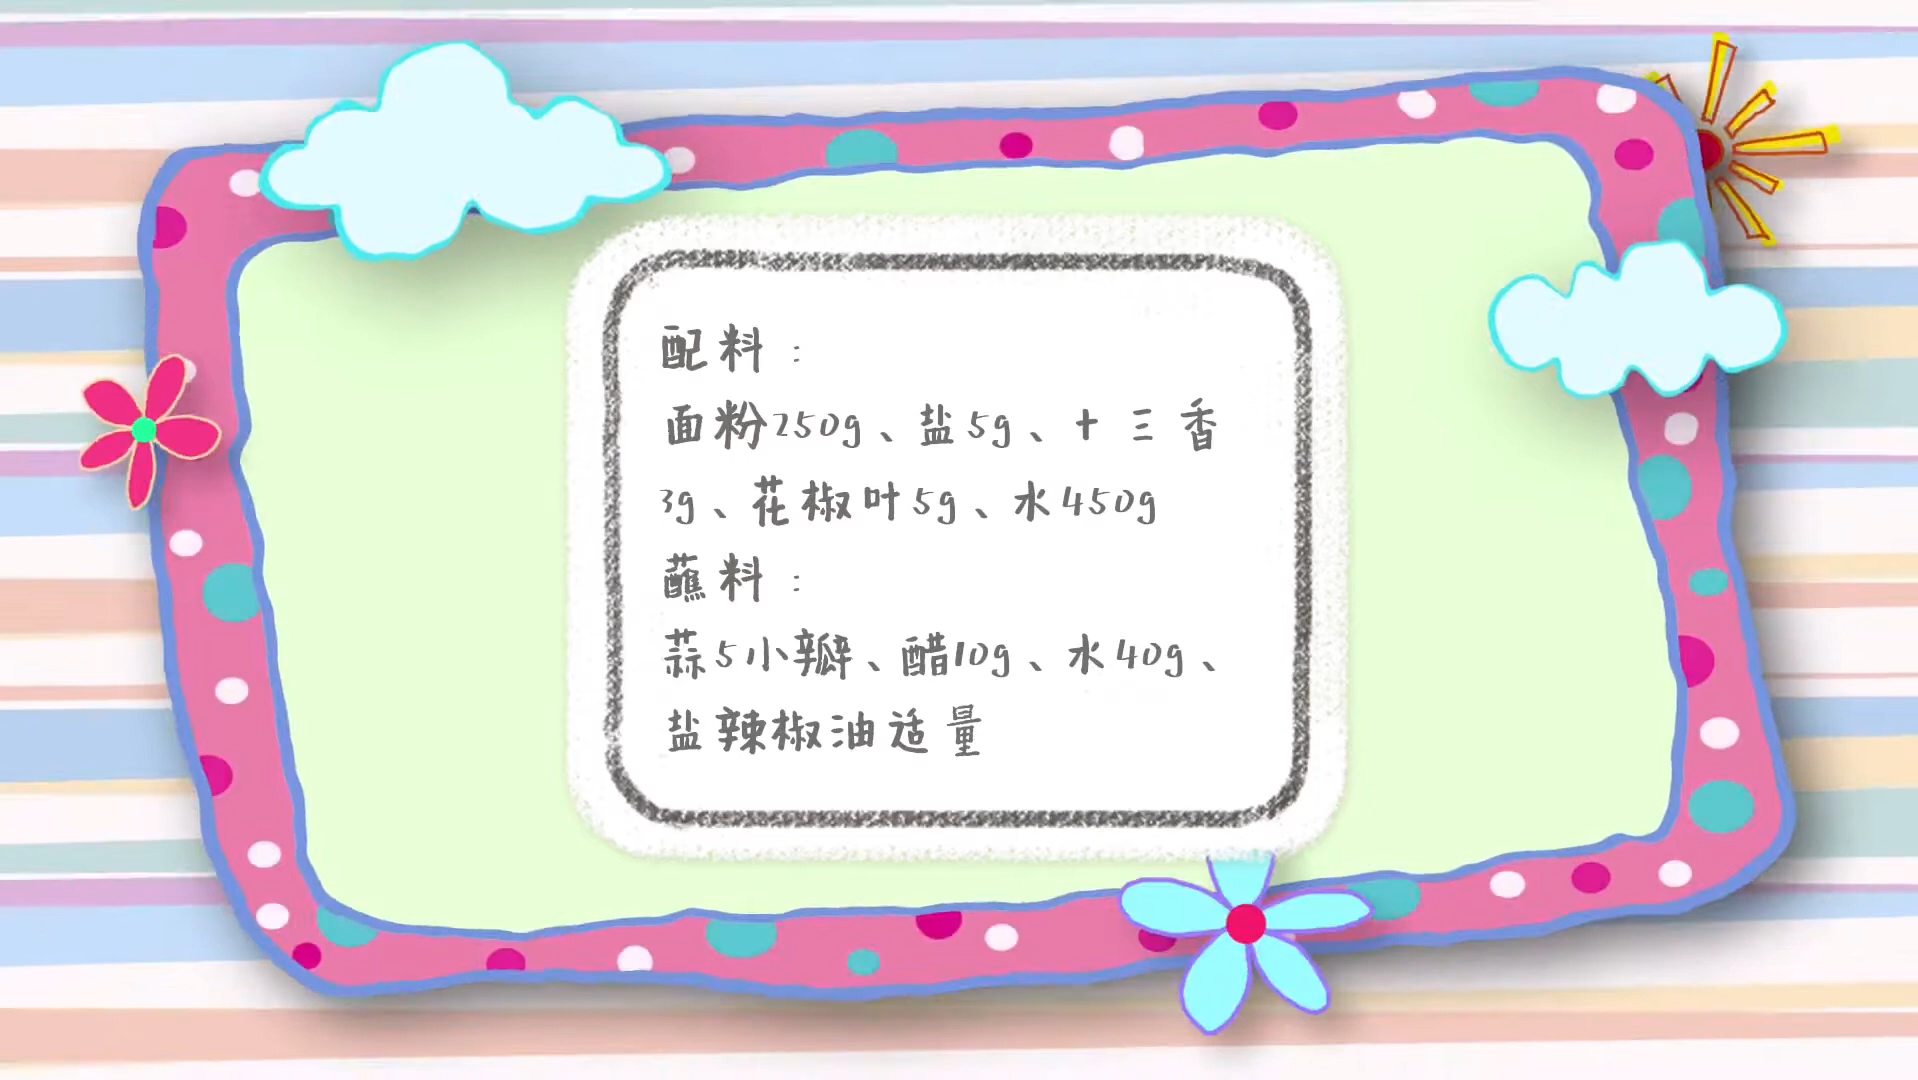 配料：
面粉250g、盐5g、十三香
3g、花椒叶5g、水450g
蘸料：
蒜5小瓣、醋10g、水40g、
盐辣椒油适量